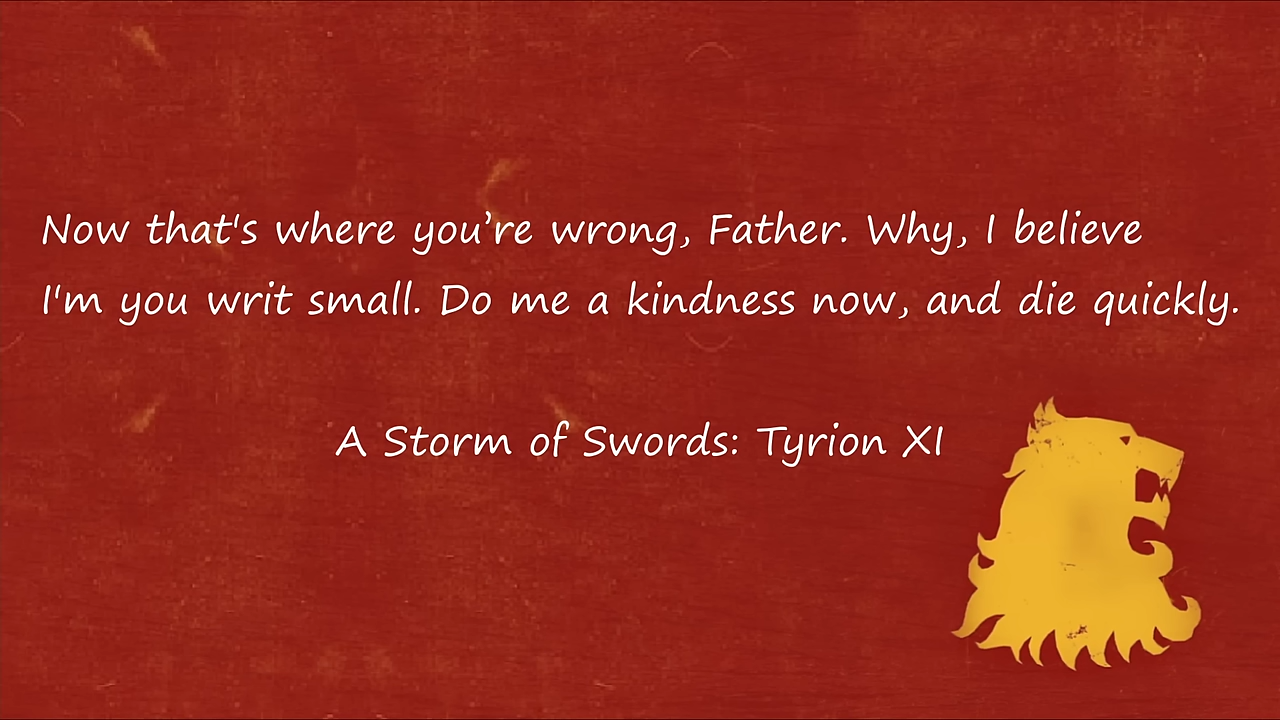 Now that's where you’re wrong, Father. Why, I believe
I'm you writ small. Do me a kindness now, and die quickly.
A Storm of Swords: Tyrion XI